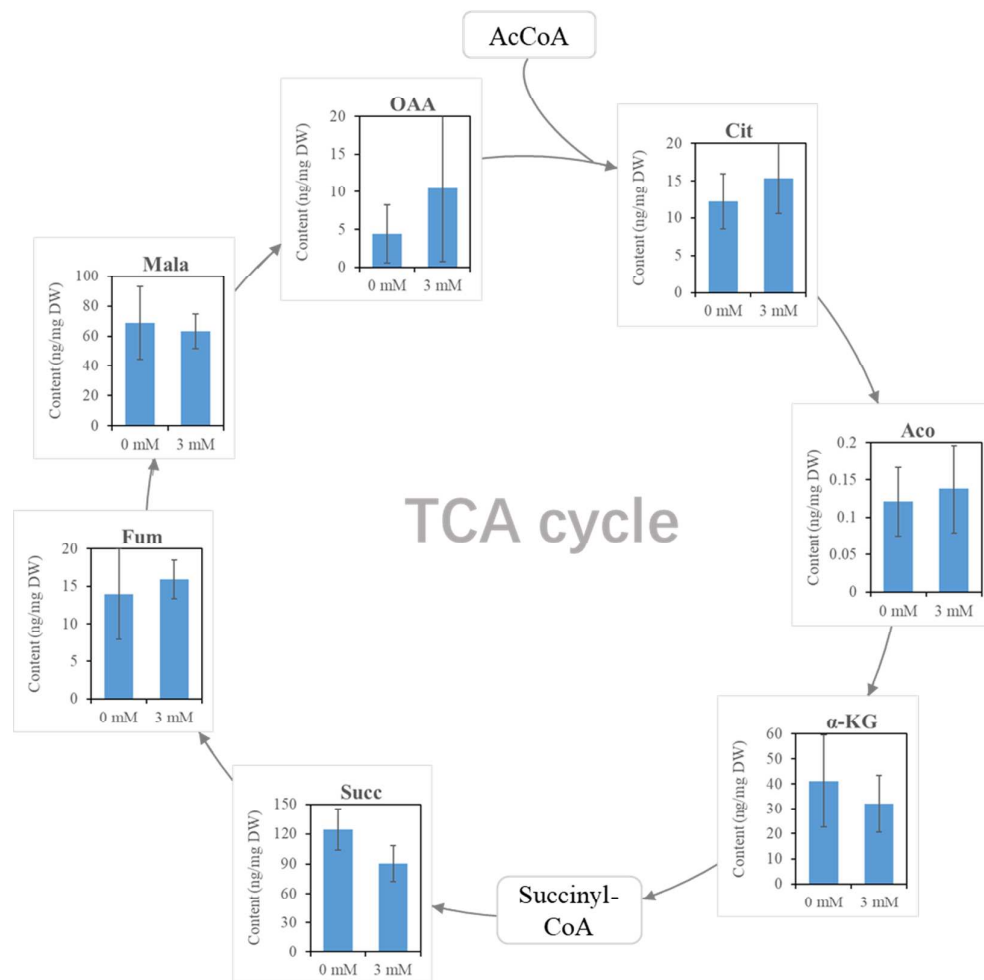 AcCoA
OAA
Content (ng/mg DW)
20
15
10
5
0
0 mM 3 mM
Cit
Content (ng/mg DW)
20
15
10
5
0
0 mM 3 mM
Mala
Content (ng/mg DW)
100
80
60
40
20
0
0 mM 3 mM
Aco
Content (ng/mg DW)
0.2
0.15
0.1
0.05
0
0 mM 3 mM
TCA cycle
Fum
Content (ng/mg DW)
20
15
10
5
0
0 mM 3 mM
α-KG
Content (ng/mg DW)
60
50
40
30
20
10
0
0 mM 3 mM
Succ
Content (ng/mg DW)
150
120
90
60
30
0
0 mM 3 mM
Succinyl-
CoA